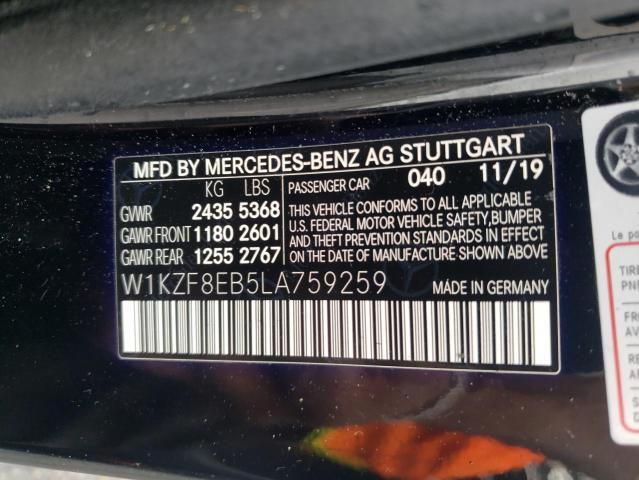 MFD BY MERCEDES-BENZ AG STUTTGART
KG LBS
GVWR 2435 5368
GAWR FRONT 1180 2601
GAWR REAR 1255 2767
PASSENGER CAR 040 11/19
THIS VEHICLE CONFORMS TO ALL APPLICABLE
U.S. FEDERAL MOTOR VEHICLE SAFETY, BUMPER
AND THEFT PREVENTION STANDARDS IN EFFECT
ON THE DATE OF MANUFACTURE SHOWN ABOVE
W1KZF8EB5LA759259
MADE IN GERMANY
Le